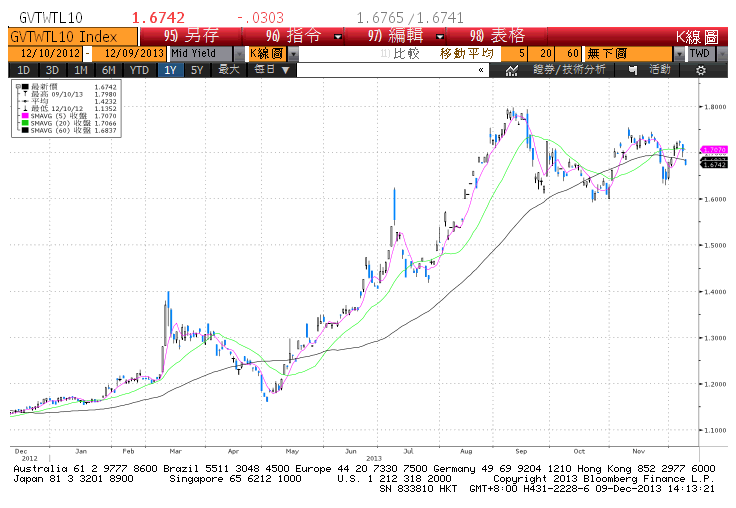 GVTWTL10 1.6742 -.0303 1.6765/1.6741
GVTWTL10 Index 95) 另存 96) 指令 97) 編輯 98) 表格 K線圖
12/10/2012 - 12/09/2013 Mid Yield K線圖 比較 移動平均 5 20 60 無下圖 TWD
1D 3D 1M 6M YTD 1Y 5Y 最大 每日 ▼ « 證券/技術分析 活動
最新價 1.6742
最高 09/10/13 1.7980
平均 1.4232
最低 12/10/12 1.1352
SMAVG (5) 收盤 1.7070
SMAVG (20) 收盤 1.7066
SMAVG (60) 收盤 1.6837
1.8000
1.7070
1.6742
1.6000
1.5000
1.4000
1.3000
1.2000
1.1000
Dec Jan Feb Mar Apr May Jun Jul Aug Sep Oct Nov
2012 2013
Australia 61 2 9777 8600 Brazil 5511 3048 4500 Europe 44 20 7330 7500 Germany 49 69 9204 1210 Hong Kong 852 2977 6000
Japan 81 3 3201 8900 Singapore 65 6212 1000 U.S. 1 212 318 2000 Copyright 2013 Bloomberg Finance L.P.
SN 833810 HKT GMT+8:00 H431-2228-6 09-Dec-2013 14:13:21